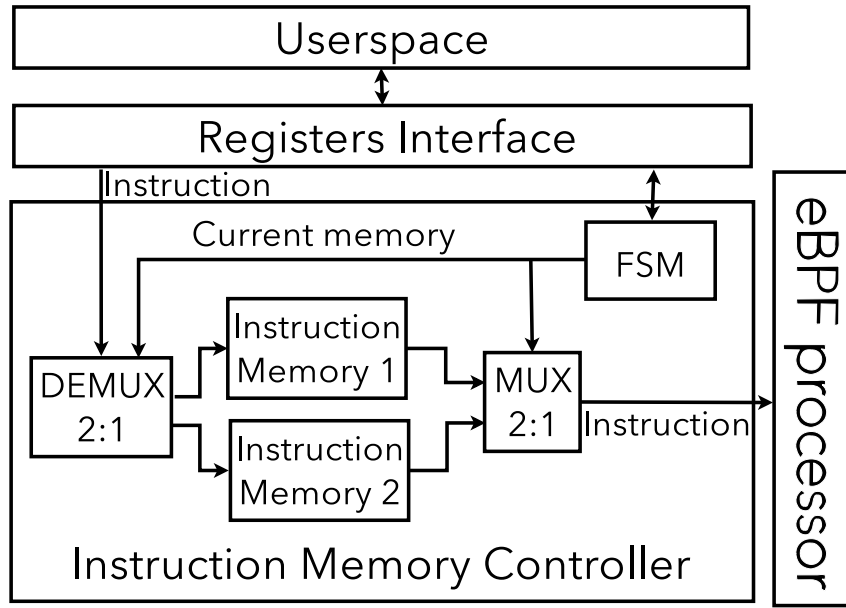 Userspace
Registers Interface
Instruction
Current memory
FSM
Instruction
Memory 1
DEMUX
2:1
MUX
2:1
Instruction
Instruction
Memory 2
Instruction Memory Controller
eBPF processor